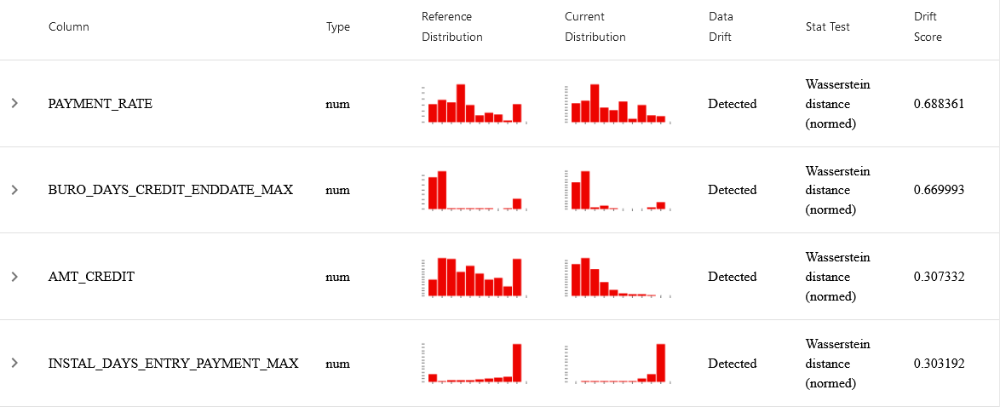 Column
Type
Reference
Distribution
Current
Distribution
Data
Drift
Stat Test
Drift
Score
PAYMENT_RATE
num
Detected
Wasserstein
distance
(normed)
0.688361
BURO_DAYS_CREDIT_ENDDATE_MAX
num
Detected
Wasserstein
distance
(normed)
0.669993
AMT_CREDIT
num
Detected
Wasserstein
distance
(normed)
0.307332
INSTAL_DAYS_ENTRY_PAYMENT_MAX
num
Detected
Wasserstein
distance
(normed)
0.303192